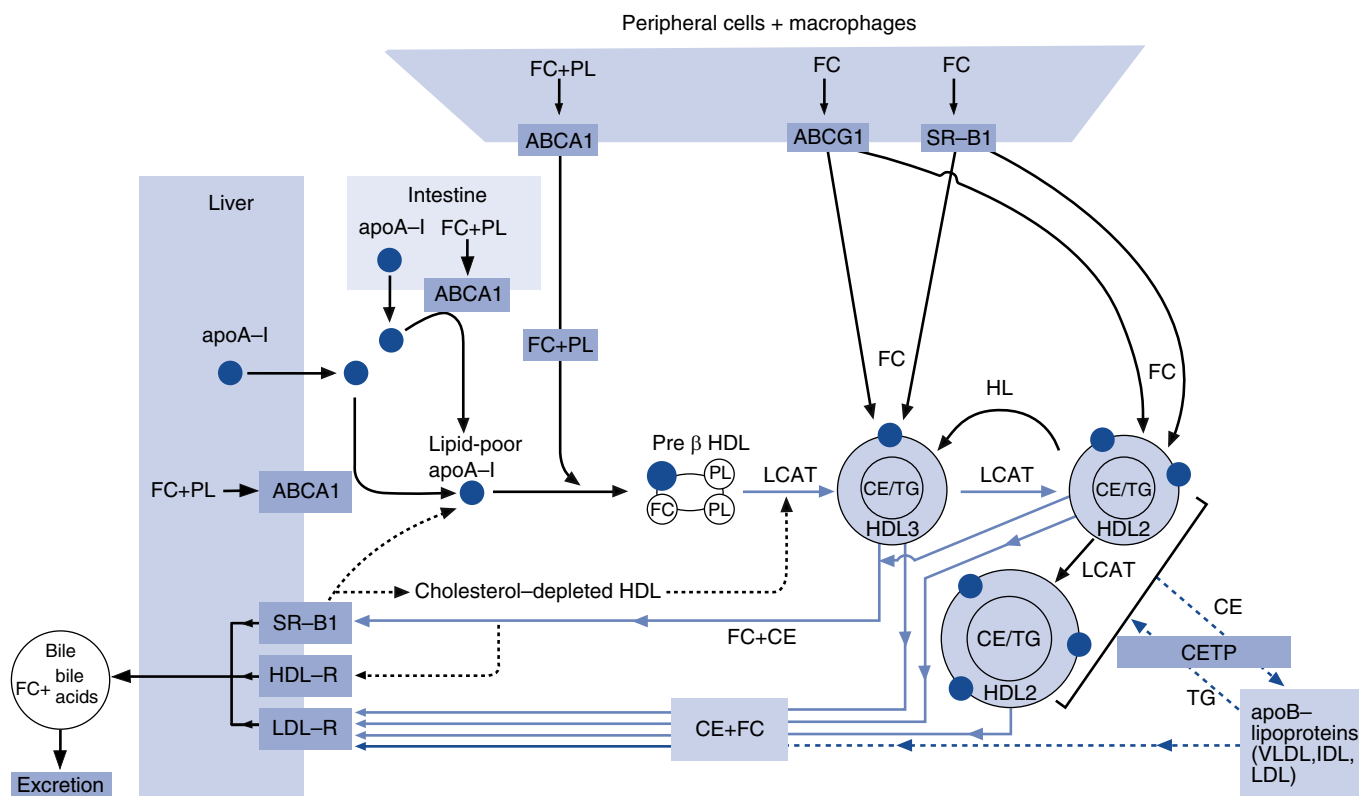 Peripheral cells + macrophages
FC+PL
FC
FC
ABCA1
ABCG1
SR–B1
Liver
Intestine
apoA–I
FC+PL
ABCA1
apoA–I
FC+PL
FC
FC
HL
Lipid-poor
apoA–I
Pre β HDL
LCAT
LCAT
FC+PL
ABCA1
PL
FC
PL
CE/TG
HDL3
CE/TG
HDL2
LCAT
Cholesterol–depleted HDL
SR–B1
FC+CE
CE/TG
HDL2
CE
CETP
TG
HDL–R
LDL–R
CE+FC
Bile
FC+
bile
acids
Excretion
apoB–
lipoproteins
(VLDL,IDL,
LDL)